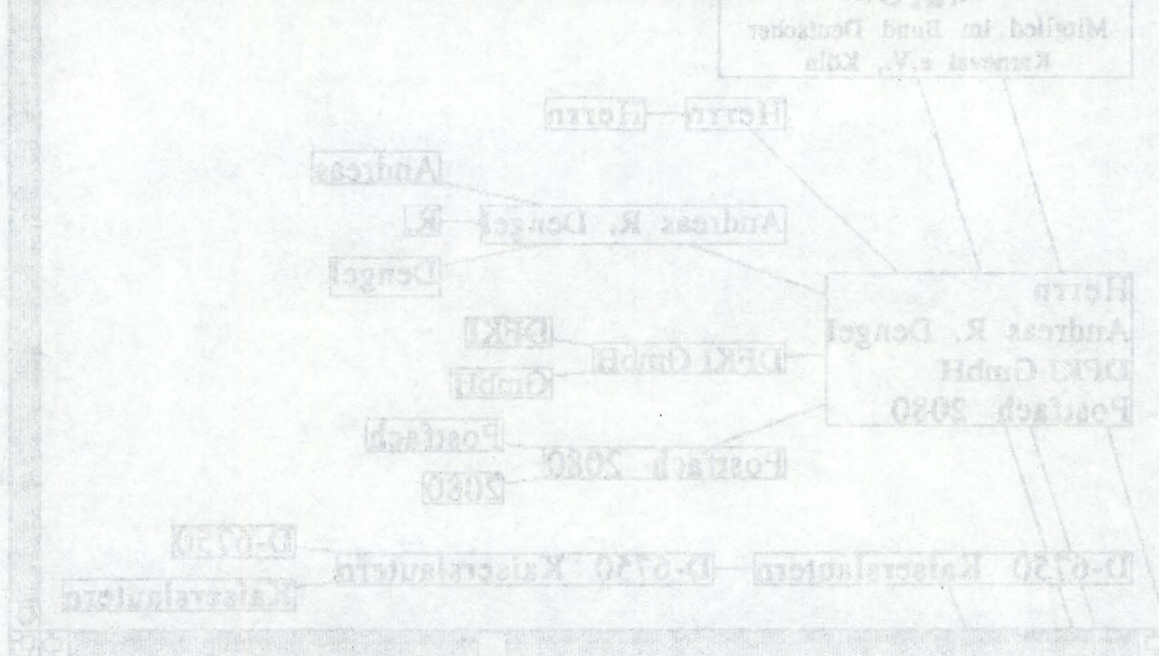 Mitglied im Bund Deutscher
Karneval e.V., Köln
Herrn
Herrn
Andreas
Andreas R. Dengel
R.
Dengel
Herrn
Andreas R. Dengel
DFKI GmbH
Postfach 2080
DFKI GmbH
DFKI
GmbH
Postfach 2080
Postfach
2080
D-6750 Kaiserslautern
D-6750 Kaiserslautern
D-6750
Kaiserslautern